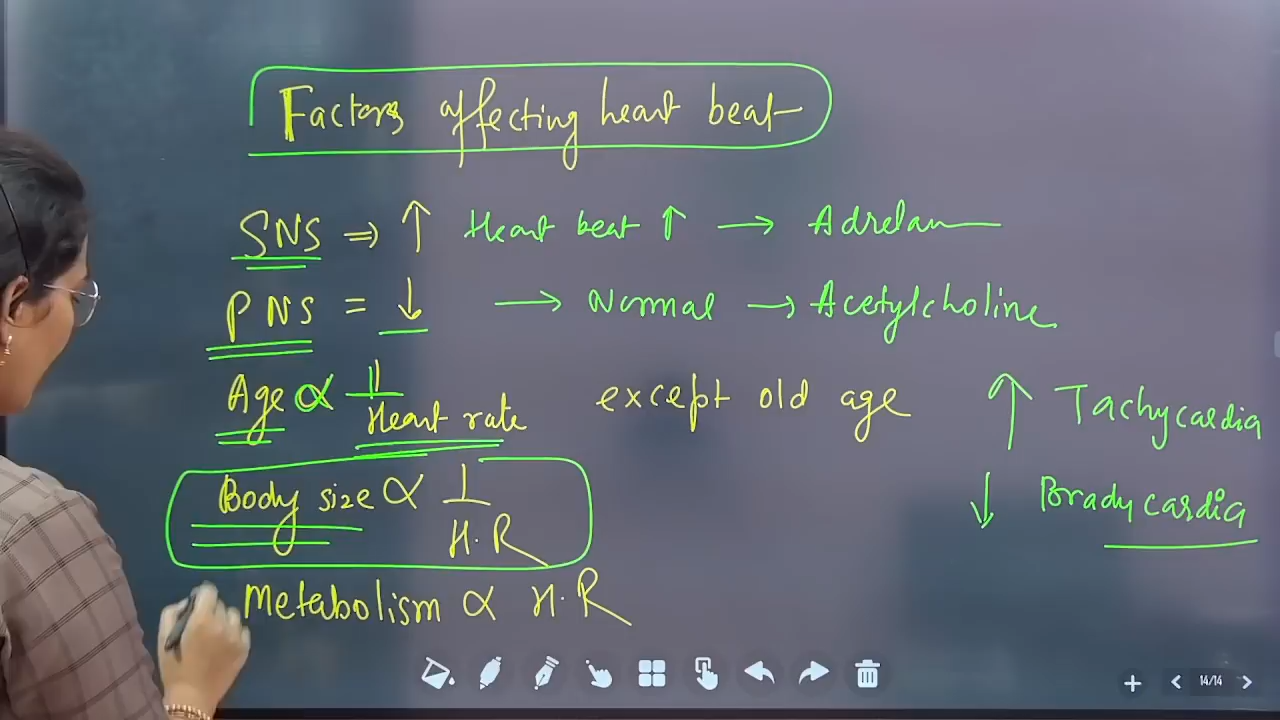 Factors affecting heart beat
SNS ⇒ ↑ Heart beat ↑ → Adrelan
PNS = ↓ → Normal → Acetylcholine
Age ∝ 1/Heart rate except old age
↑ Tachycardia
Body size ∝ 1/H.R
↓ Bradycardia
Metabolism ∝ H.R
14/14